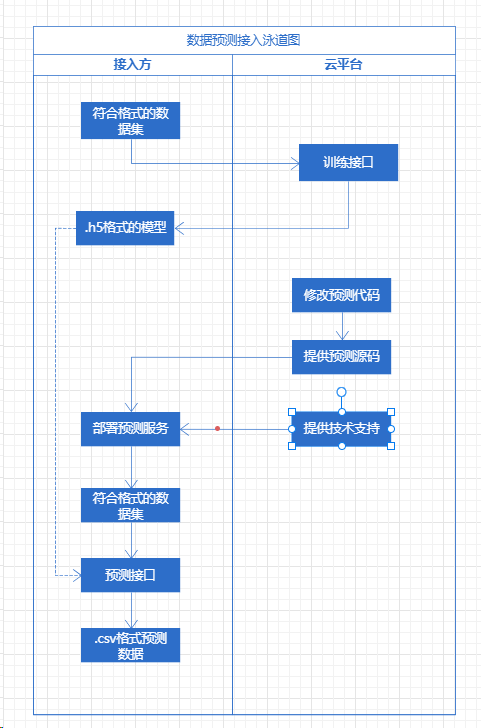 数据预测接入泳道图
接入方
云平台
符合格式的数
据集
训练接口
.h5格式的模型
修改预测代码
提供预测源码
部署预测服务
提供技术支持
符合格式的数
据集
预测接口
.csv格式预测
数据